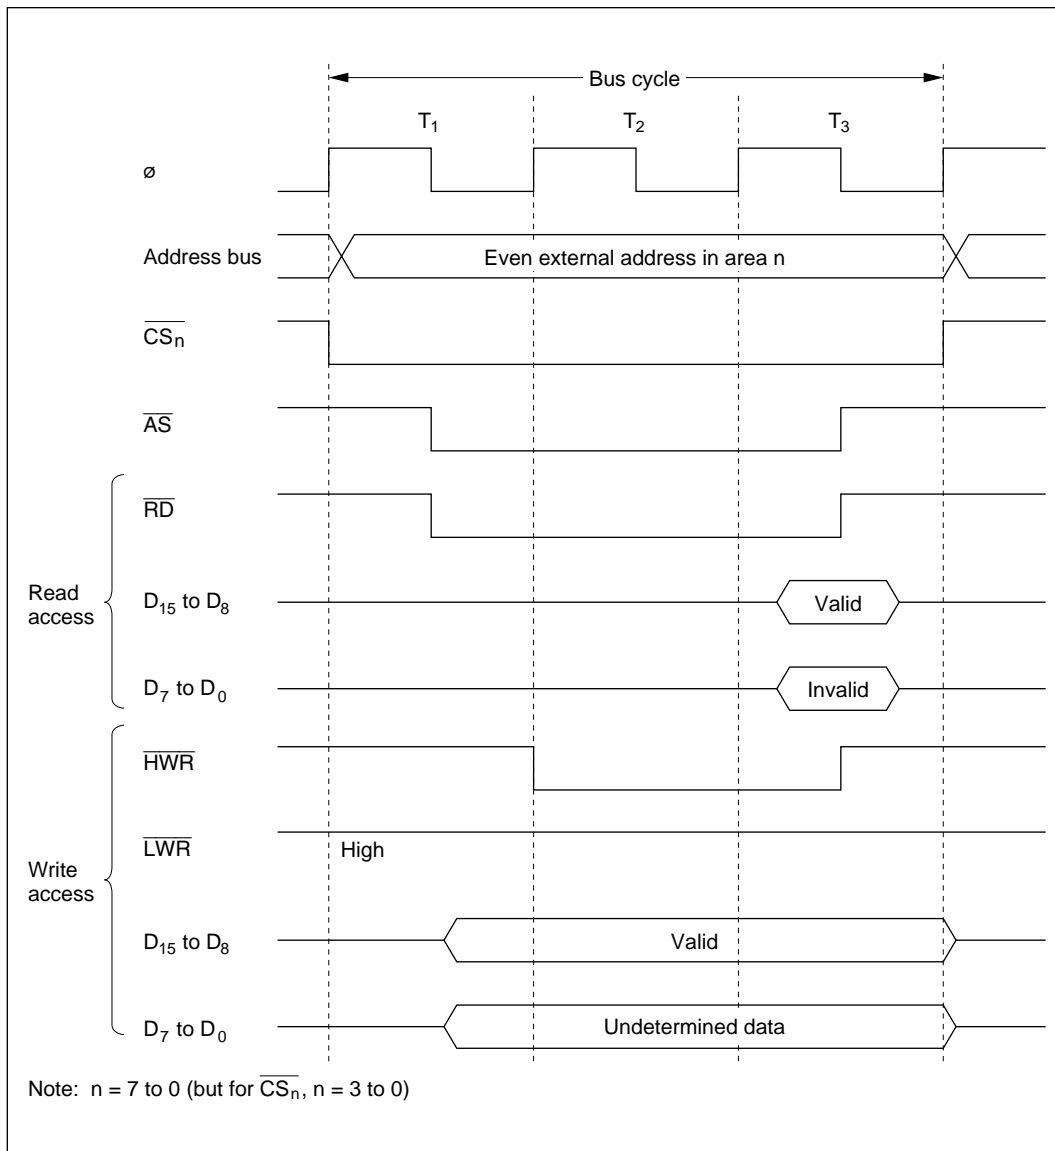 Bus cycle
T1 T2 T3
ø
Address bus Even external address in area n
CSn
AS
RD
Read access
D15 to D8 Valid
D7 to D0 Invalid
HWR
LWR High
Write access
D15 to D8 Valid
D7 to D0 Undetermined data
Note: n = 7 to 0 (but for CSn, n = 3 to 0)